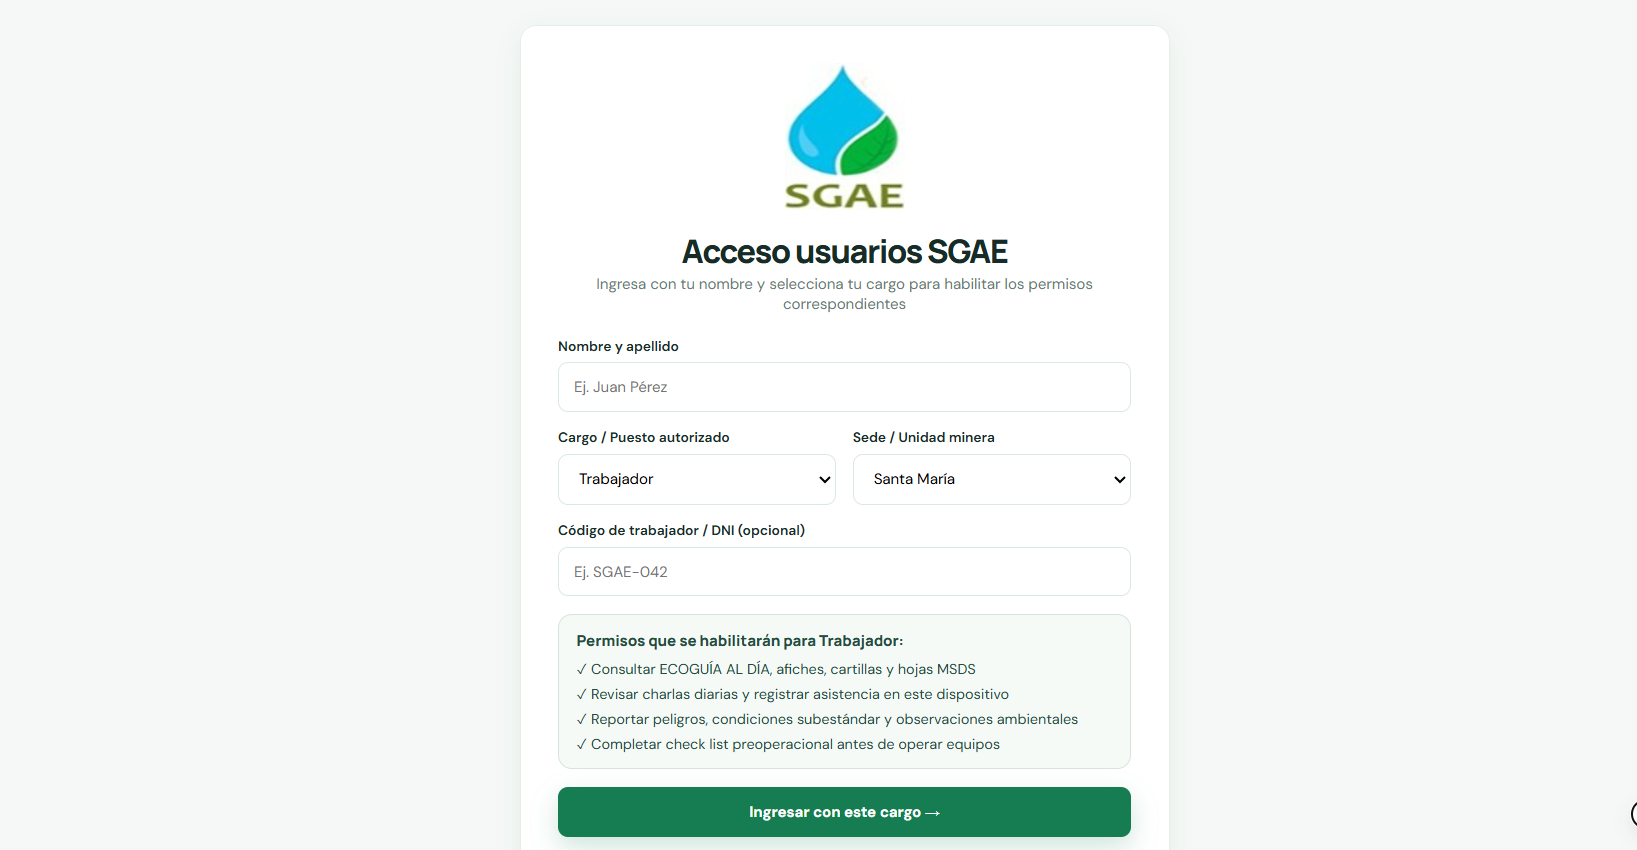 SGAE
Acceso usuarios SGAE
Ingresa con tu nombre y selecciona tu cargo para habilitar los permisos
correspondientes
Nombre y apellido
Ej. Juan Pérez
Cargo / Puesto autorizado
Sede / Unidad minera
Trabajador
Santa María
Código de trabajador / DNI (opcional)
Ej. SGAE-042
Permisos que se habilitarán para Trabajador:
✓ Consultar ECOGUÍA AL DÍA, afiches, cartillas y hojas MSDS
✓ Revisar charlas diarias y registrar asistencia en este dispositivo
✓ Reportar peligros, condiciones subestándar y observaciones ambientales
✓ Completar check list preoperacional antes de operar equipos
Ingresar con este cargo →